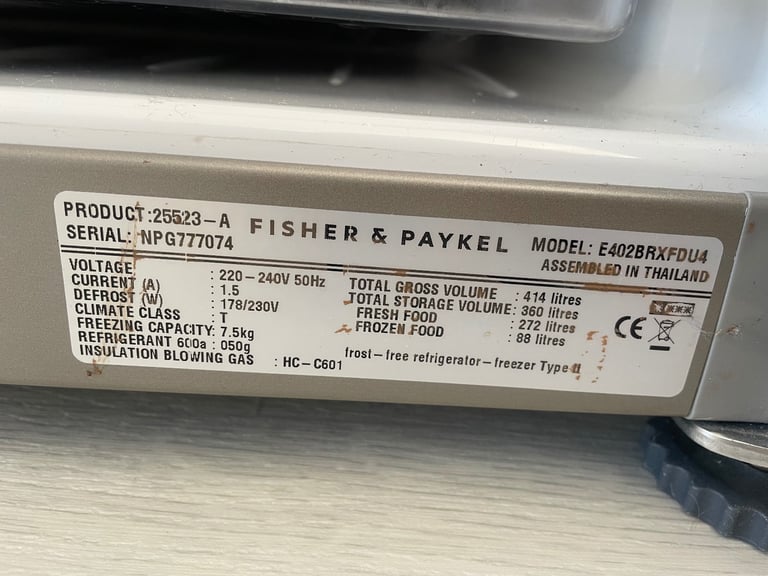 PRODUCT:25523-A FISHER & PAYKEL MODEL: E402BRXFDU4
SERIAL: NPG777074 ASSEMBLED IN THAILAND
VOLTAGE : 220-240V 50Hz
CURRENT (A) : 1.5
DEFROST (W) : 178/230V
CLIMATE CLASS : T
FREEZING CAPACITY: 7.5kg
REFRIGERANT 600a : 050g
INSULATION BLOWING GAS : HC-C601
TOTAL GROSS VOLUME : 414 litres
TOTAL STORAGE VOLUME: 360 litres
FRESH FOOD : 272 litres
FROZEN FOOD : 88 litres
frost-free refrigerator-freezer Type II
CE